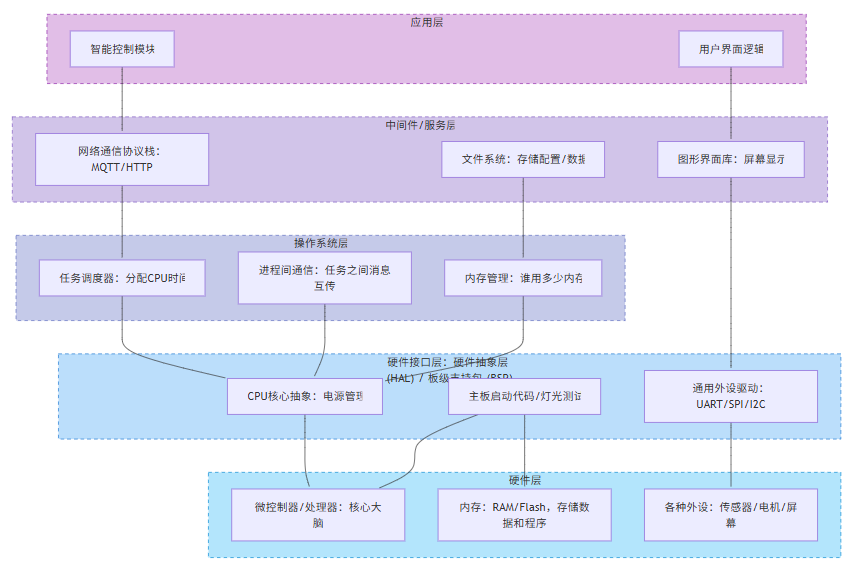 应用层
智能控制模块
用户界面逻辑
中间件/服务层
网络通信协议栈：
MQTT/HTTP
文件系统：存储配置/数据
图形界面库：屏幕显示
操作系统层
任务调度器：分配CPU时间
进程间通信：任务之间消息
互传
内存管理：谁用多少内存
硬件接口层：硬件抽象层
(HAL) / 板级支持包 (BSP)
CPU核心抽象：电源管理
主板启动代码/灯光测试
通用外设驱动：
UART/SPI/I2C
硬件层
微控制器/处理器：核心大
脑
内存：RAM/Flash，存储数
据和程序
各种外设：传感器/电机/屏
幕